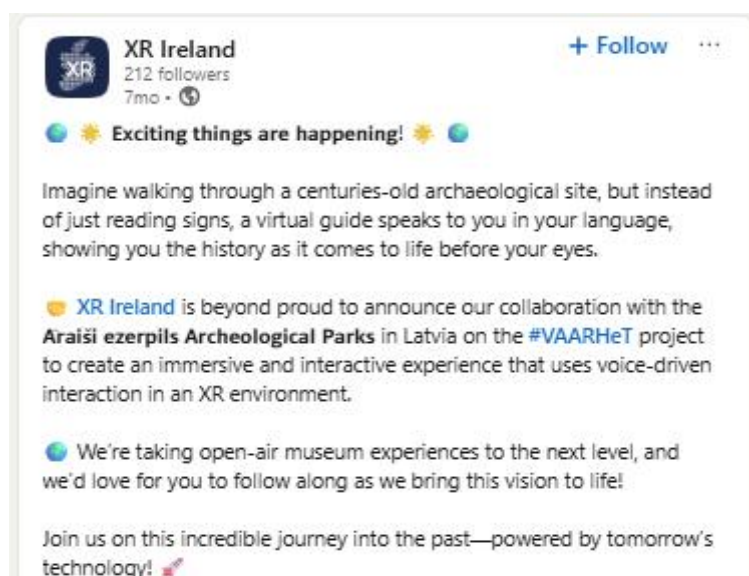 XR
XR Ireland
212 followers
7mo •
+ Follow ...
🌍 ☀️ Exciting things are happening! ☀️ 🌍
Imagine walking through a centuries-old archaeological site, but instead
of just reading signs, a virtual guide speaks to you in your language,
showing you the history as it comes to life before your eyes.
🤝 XR Ireland is beyond proud to announce our collaboration with the
Āraiši ezerpils Archeological Parks in Latvia on the #VAARHeT project
to create an immersive and interactive experience that uses voice-driven
interaction in an XR environment.
🌍 We're taking open-air museum experiences to the next level, and
we'd love for you to follow along as we bring this vision to life!
Join us on this incredible journey into the past—powered by tomorrow's
technology! 🚀